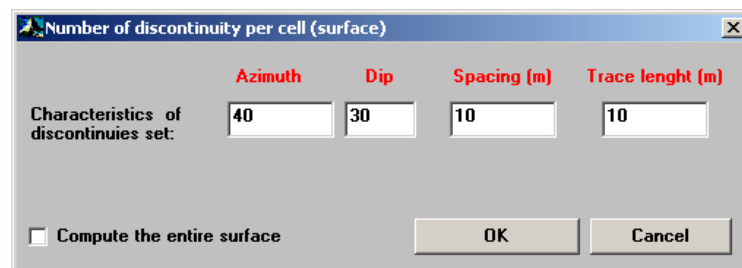 Number of discontinuity per cell (surface)
Azimuth Dip Spacing (m) Trace lenght (m)
Characteristics of 40 30 10 10
discontinuies set:
Compute the entire surface OK Cancel